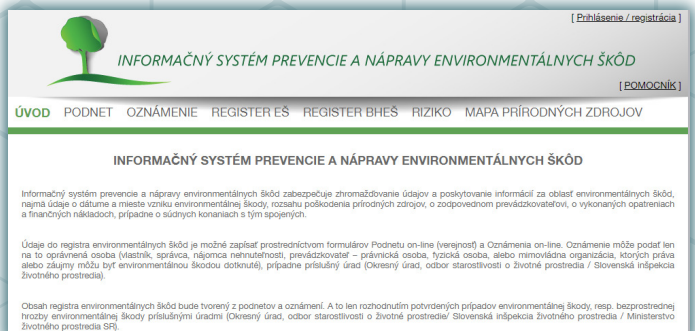 [ Prihlásenie / registrácia ]
INFORMAČNÝ SYSTÉM PREVENCIE A NÁPRAVY ENVIRONMENTÁLNYCH ŠKÔD
[ POMOCNÍK ]
ÚVOD PODNET OZNÁMENIE REGISTER EŠ REGISTER BHEŠ RIZIKO MAPA PRÍRODNÝCH ZDROJOV
INFORMAČNÝ SYSTÉM PREVENCIE A NÁPRAVY ENVIRONMENTÁLNYCH ŠKÔD
Informačný systém prevencie a nápravy environmentálnych škôd zabezpečuje zhromažďovanie údajov a poskytovanie informácií za oblasť environmentálnych škôd,
najmä údaje o dátume a mieste vzniku environmentálnej škody, rozsahu poškodenia prírodných zdrojov, o zodpovednom prevádzkovateľovi, o vykonaných opatreniach
a finančných nákladoch, prípadne o súdnych konaniach s tým spojených.
Údaje do registra environmentálnych škôd je možné zapísať prostredníctvom formulárov Podnetu on-line (verejnosť) a Oznámenia on-line. Oznámenie môže podať len
na to oprávnená osoba (vlastník, správca, nájomca nehnuteľnosti, prevádzkovateľ – právnická osoba, fyzická osoba, alebo mimovládna organizácia, ktorých práva
alebo záujmy môžu byť environmentálnou škodou dotknuté), prípadne príslušný úrad (Okresný úrad, odbor starostlivosti o životné prostredia / Slovenská inšpekcia
životného prostredia).
Obsah registra environmentálnych škôd bude tvorený z podnetov a oznámení. A to len rozhodnutím potvrdených prípadov environmentálnej škody, resp. bezprostrednej
hrozby environmentálnej škody príslušnými úradmi (Okresný úrad, odbor starostlivosti o životné prostredie/ Slovenská inšpekcia životného prostredia / Ministerstvo
životného prostredia SR).